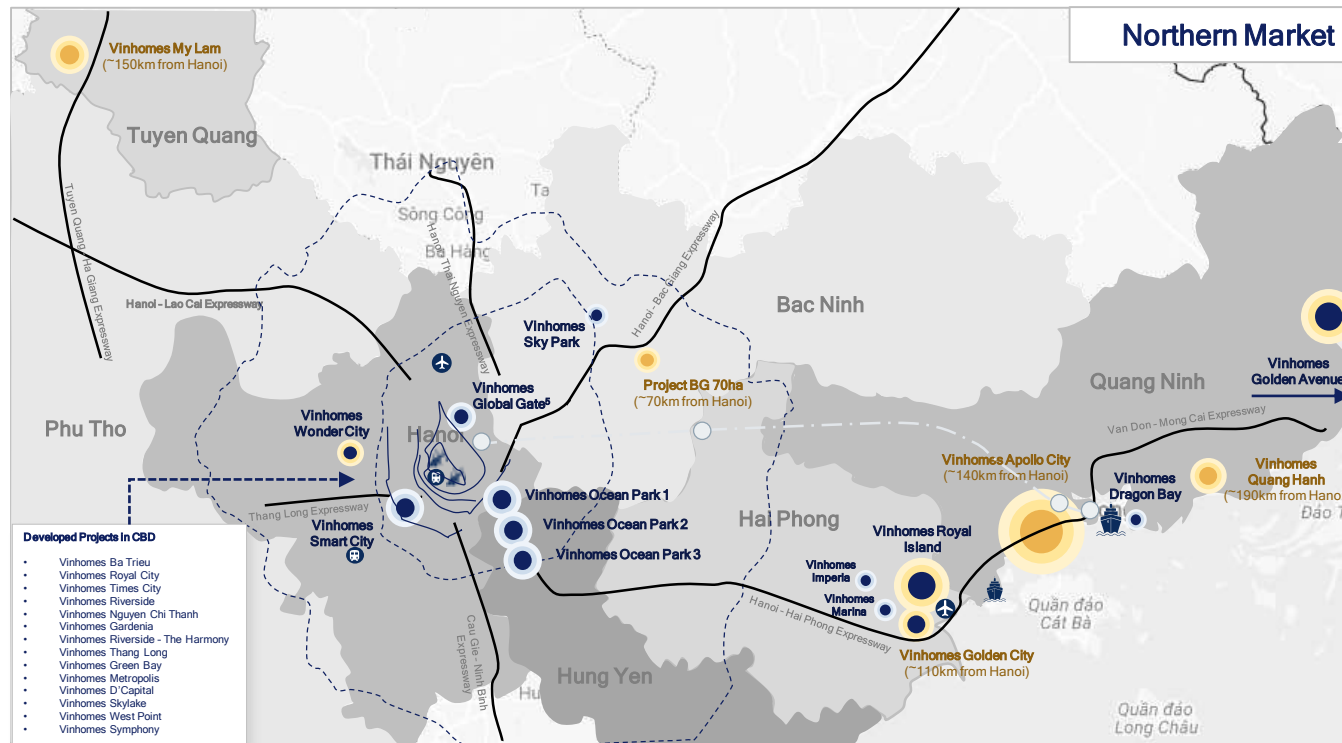 Northern Market
Vinhomes My Lam
(~150km from Hanoi)
Tuyen Quang
Thái Nguyên
Ta
Sông Công
Ba Hàng
Tuyen Quang - Ha Giang Expressway
Hanoi - Thai Nguyen Expressway
Hanoi - Bac Giang Expressway
Hanoi - Lao Cai Expressway
Vinhomes
Sky Park
Bac Ninh
Project BG 70ha
(~70km from Hanoi)
Vinhomes
Global Gate⁵
Vinhomes
Golden Avenue
Quang Ninh
Van Don - Mong Cai Expressway
Phu Tho
Vinhomes
Wonder City
Hanoi
Vinhomes Apollo City
(~140km from Hanoi)
Vinhomes
Dragon Bay
Vinhomes
Quang Hanh
(~190km from Hano
Đảo T
Thang Long Expressway
Vinhomes
Smart City
Vinhomes Ocean Park 1
Vinhomes Ocean Park 2
Vinhomes Ocean Park 3
Hai Phong
Vinhomes Royal
Island
Vinhomes
Imperia
Vinhomes
Marina
Hanoi - Hai Phong Expressway
Vinhomes Golden City
(~110km from Hanoi)
Quần đảo
Cát Bà
Quần đảo
Long Châu
Cau Gie - Ninh Binh
Expressway
Hung Yen
Hu
Developed Projects in CBD
• Vinhomes Ba Trieu
• Vinhomes Royal City
• Vinhomes Times City
• Vinhomes Riverside
• Vinhomes Nguyen Chi Thanh
• Vinhomes Gardenia
• Vinhomes Riverside - The Harmony
• Vinhomes Thang Long
• Vinhomes Green Bay
• Vinhomes Metropolis
• Vinhomes D'Capital
• Vinhomes Skylake
• Vinhomes West Point
• Vinhomes Symphony